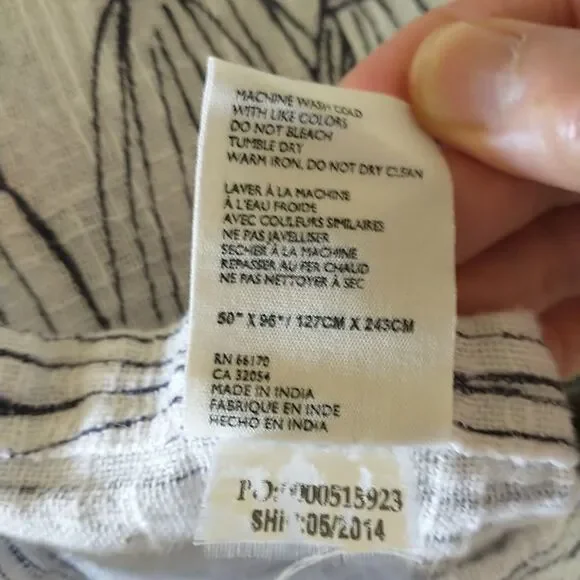 MACHINE WASH COLD
WITH LIKE COLORS
DO NOT BLEACH
TUMBLE DRY
WARM IRON, DO NOT DRY CLEAN
LAVER À LA MACHINE
À L'EAU FROIDE
AVEC COULEURS SIMILAIRES
NE PAS JAVELLISER
SÉCHER À LA MACHINE
REPASSER AU FER CHAUD
NE PAS NETTOYER À SEC
50" X 96"/ 127CM X 243CM
RN 66170
CA 32054
MADE IN INDIA
FABRIQUE EN INDE
HECHO EN INDIA
000515923
05/2014